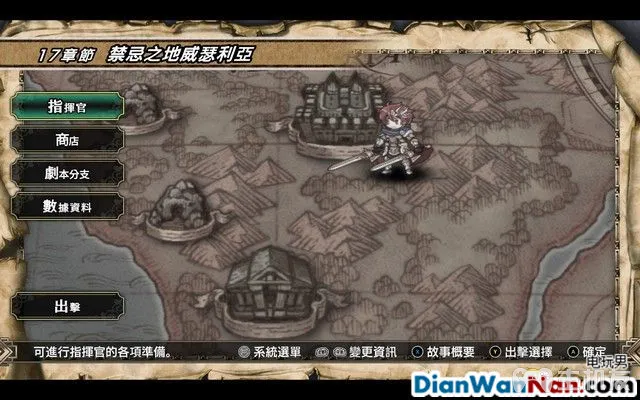 17章節 禁忌之地威瑟利亞
指揮官
商店
劇本分支
數據資料
出擊
可進行指揮官的各項準備。 系統選單 變更資訊 X 故事概要 Y 出擊選擇 A 確定
电玩男
DianWanNan.com